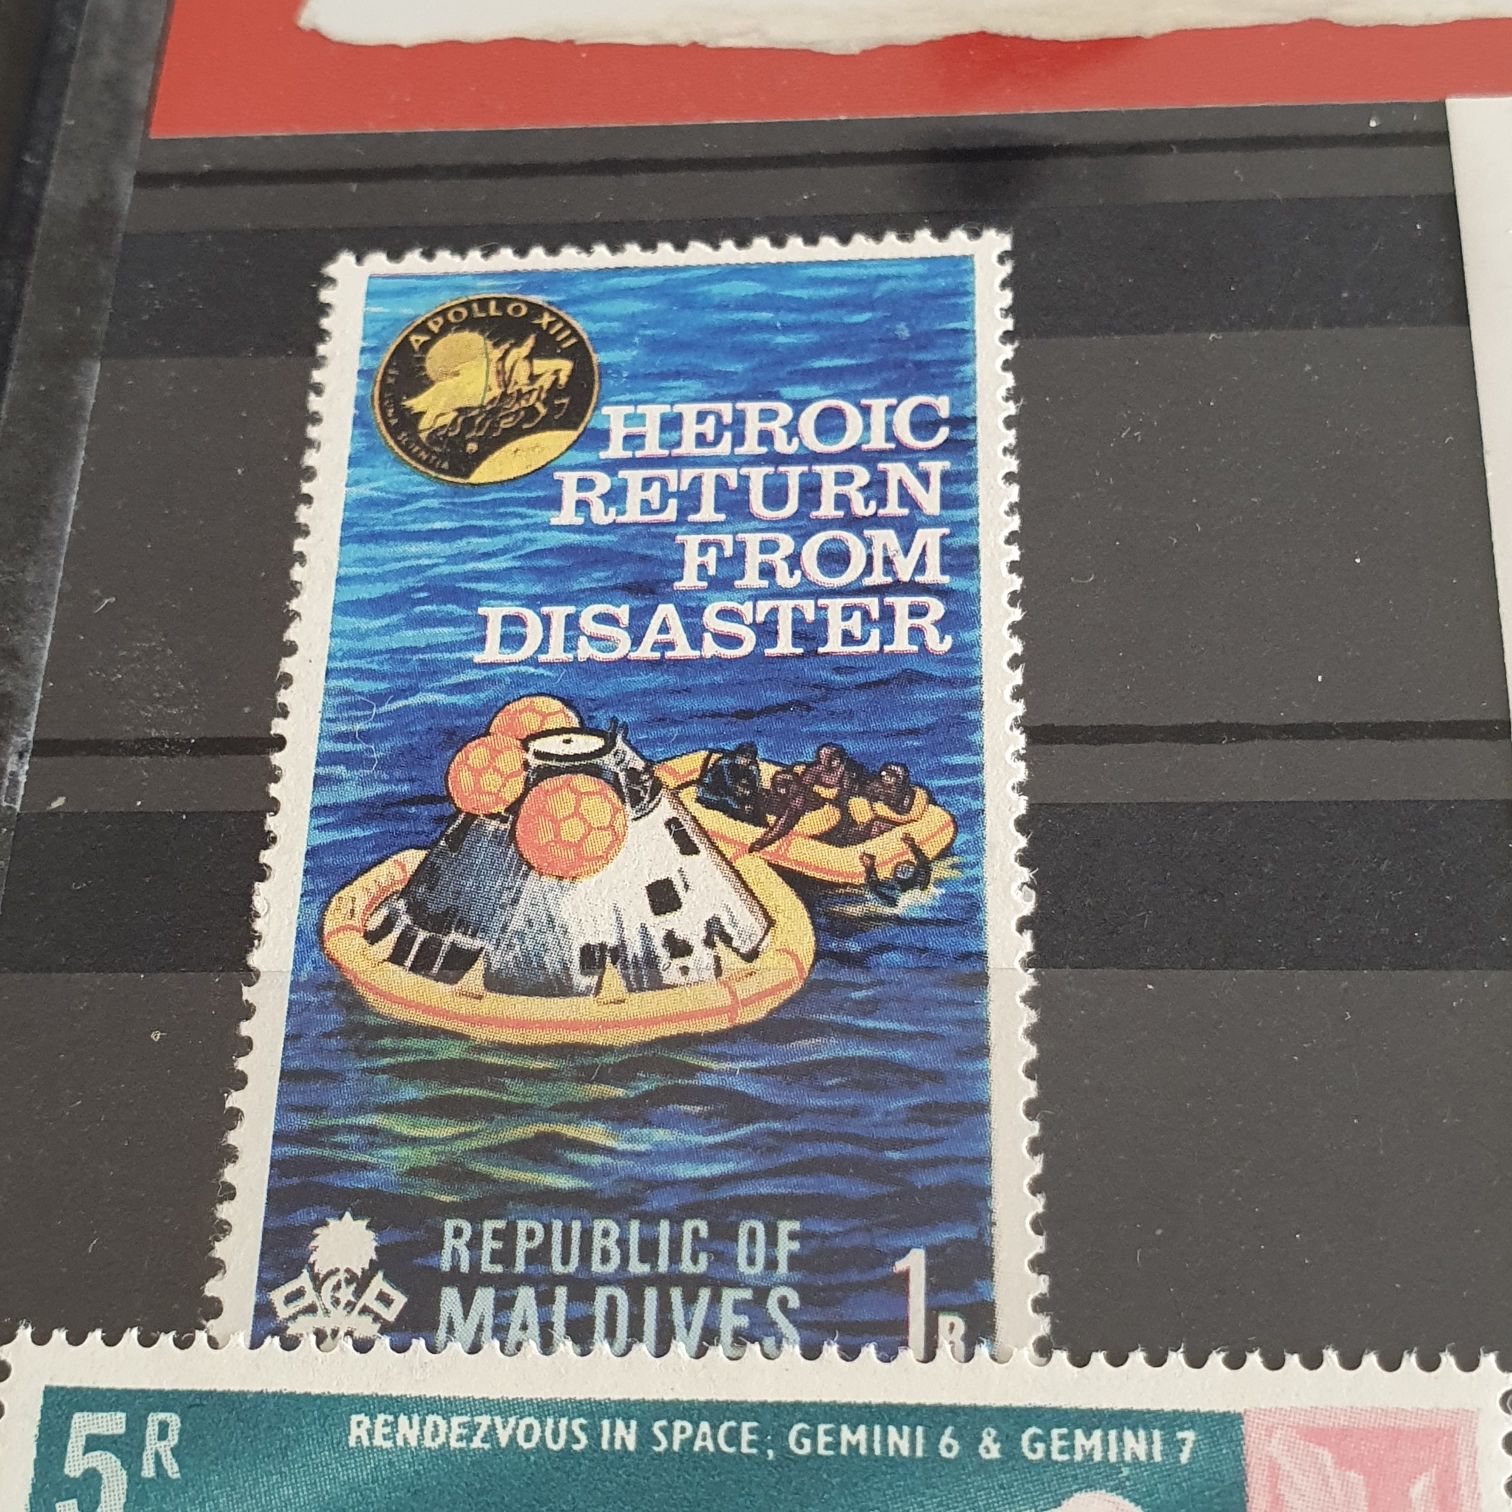 APOLLO XIII
HEROIC
RETURN
FROM
DISASTER
REPUBLIC OF
MALDIVES
1R
5R
RENDEZVOUS IN SPACE; GEMINI 6 & GEMINI 7